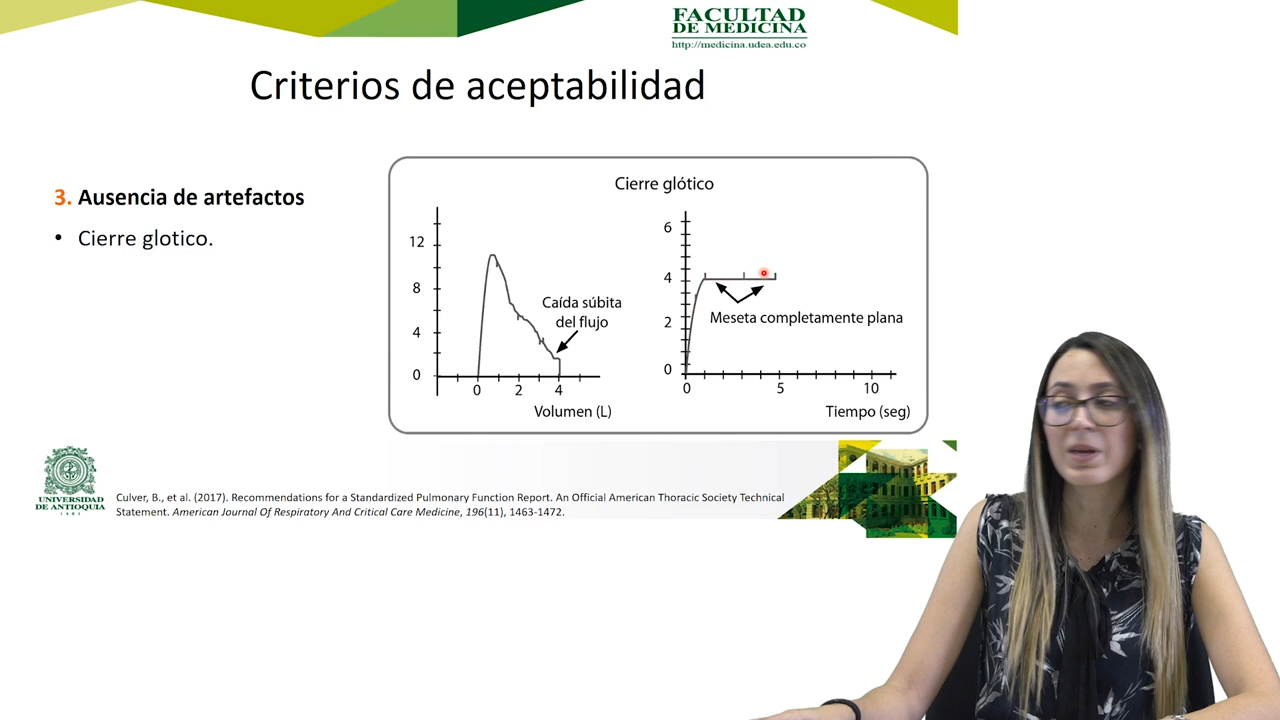 FACULTAD
DE MEDICINA
http://medicina.udea.edu.co
Criterios de aceptabilidad
3. Ausencia de artefactos
• Cierre glotico.
Cierre glótico
12
8
4
0
0 2 4
Caída súbita
del flujo
Volumen (L)
6
4
2
0
0 5 10
Meseta completamente plana
Tiempo (seg)
UNIVERSIDAD
DE ANTIOQUIA
1803
Culver, B., et al. (2017). Recommendations for a Standardized Pulmonary Function Report. An Official American Thoracic Society Technical
Statement. American Journal Of Respiratory And Critical Care Medicine, 196(11), 1463-1472.